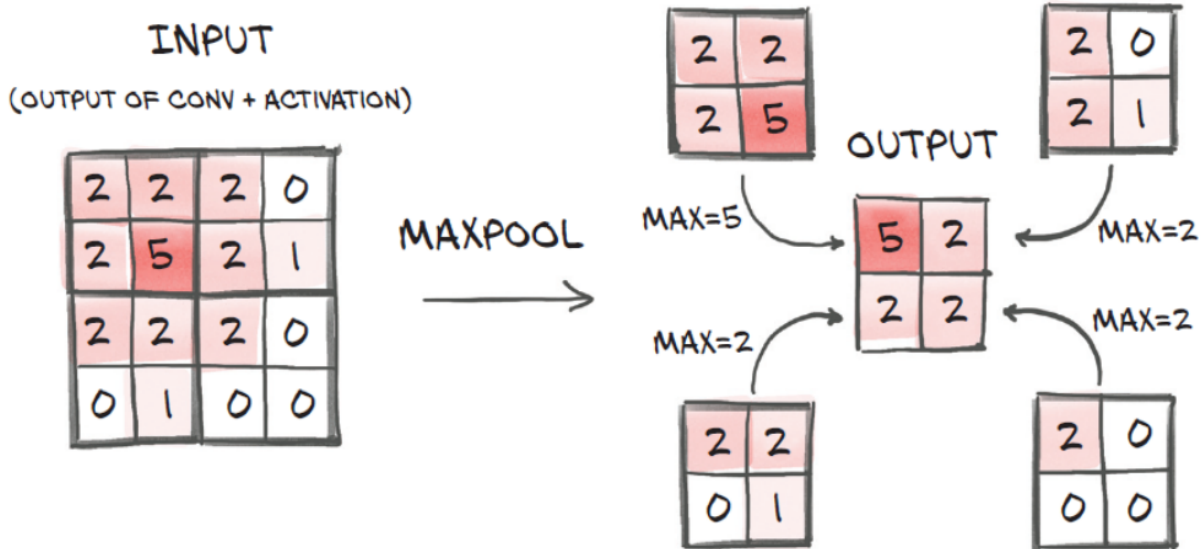 INPUT
(OUTPUT OF CONV + ACTIVATION)
2 2 2 0
2 5 2 1
2 2 2 0
0 1 0 0
MAXPOOL
2 2
2 5
MAX=5
2 0
2 1
MAX=2
OUTPUT
5 2
2 2
MAX=2
2 2
0 1
MAX=2
2 0
0 0